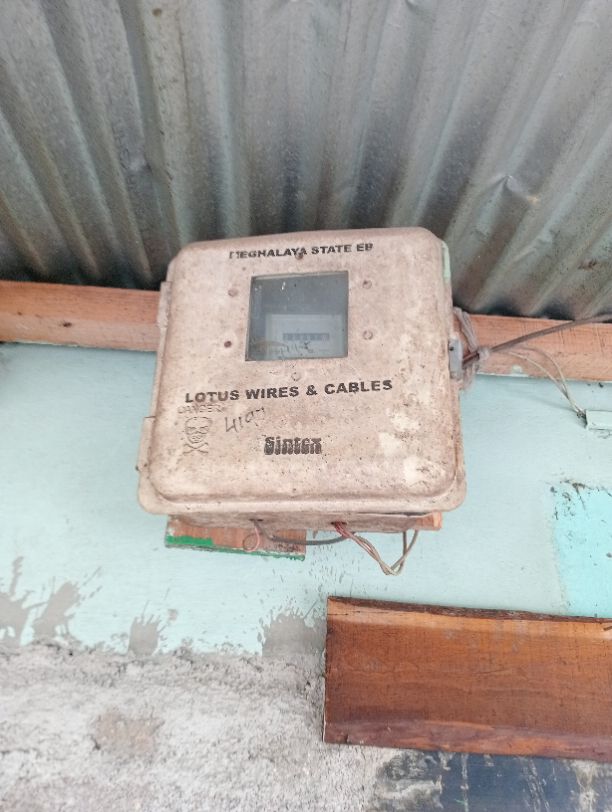 MEGHALAYA STATE EB
LOTUS WIRES & CABLES
DANGER
Sintex